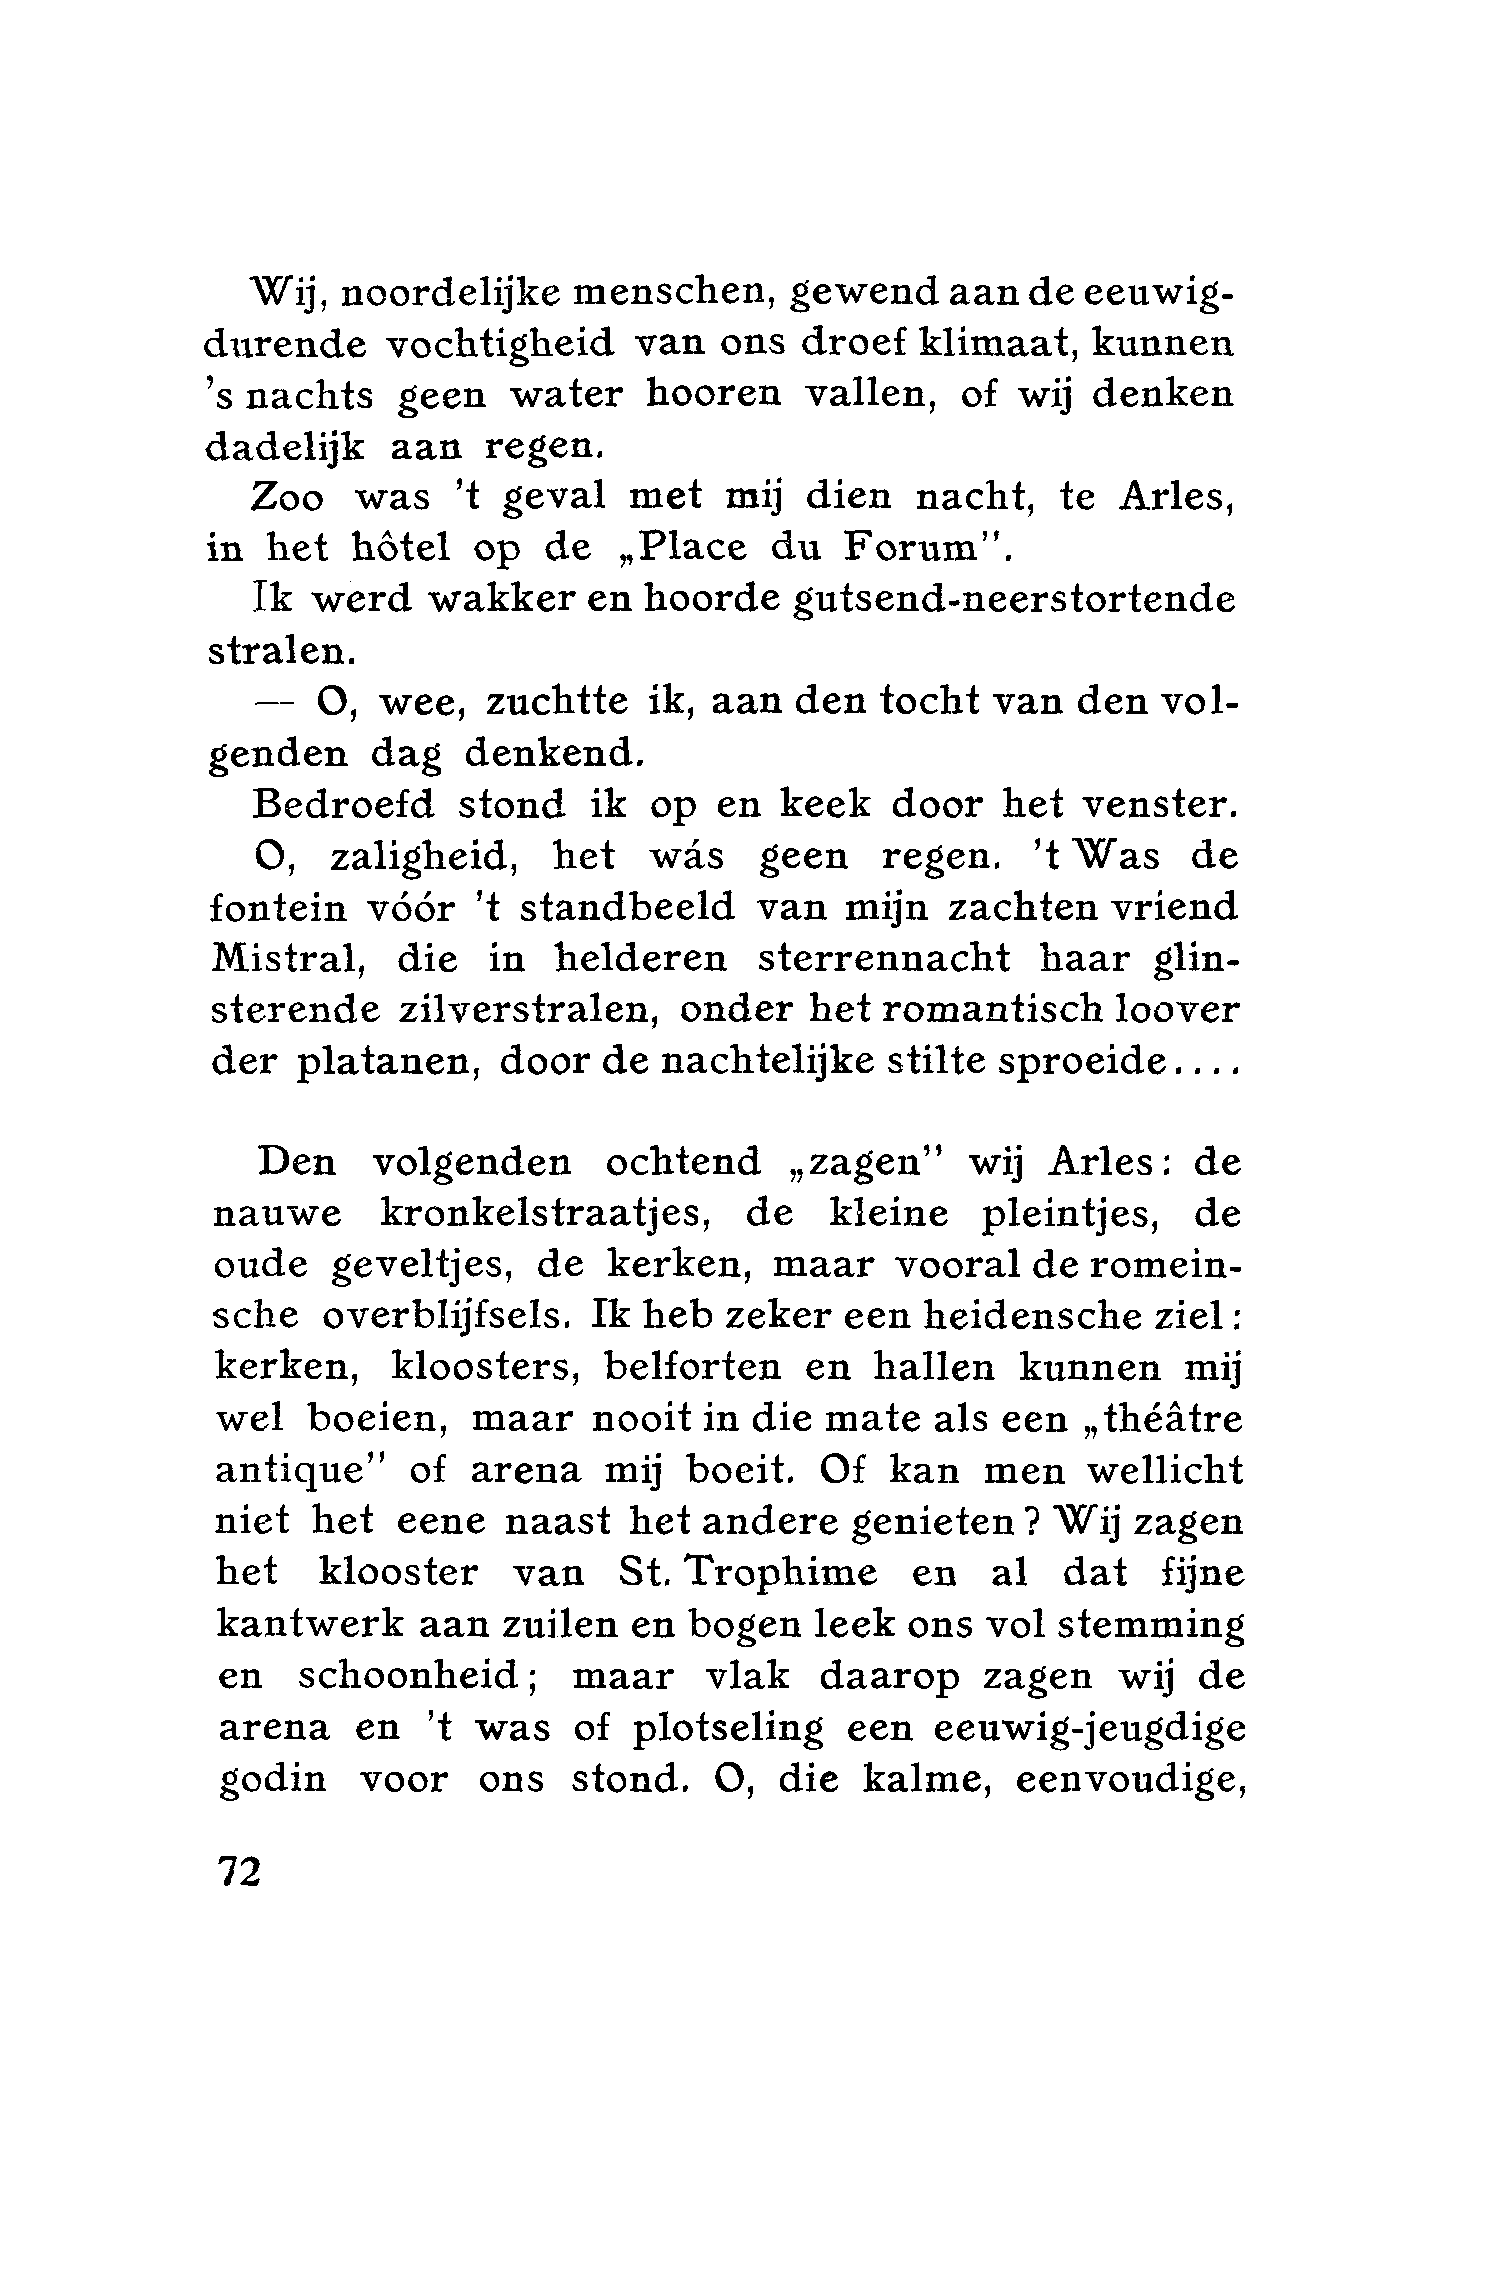 Wij, noordelijke menschen, gewend aan de eeuwig-
durende vochtigheid van ons droef klimaat, kunnen
's nachts geen water hooren vallen, of wij denken
dadelijk aan regen.
Zoo was 't geval met mij dien nacht, te Arles,
in het hôtel op de „Place du Forum".
Ik werd wakker en hoorde gutsend-neerstortende
stralen.
— O, wee, zuchtte ik, aan den tocht van den vol-
genden dag denkend.
Bedroefd stond ik op en keek door het venster.
O, zaligheid, het wás geen regen. 't Was de
fontein vóór 't standbeeld van mijn zachten vriend
Mistral, die in helderen sterrennacht haar glin-
sterende zilverstralen, onder het romantisch loover
der platanen, door de nachtelijke stilte sproeide....
Den volgenden ochtend „zagen" wij Arles: de
nauwe kronkelstraatjes, de kleine pleintjes, de
oude geveltjes, de kerken, maar vooral de romein-
sche overblijfsels. Ik heb zeker een heidensche ziel:
kerken, kloosters, belforten en hallen kunnen mij
wel boeien, maar nooit in die mate als een „théâtre
antique" of arena mij boeit. Of kan men wellicht
niet het eene naast het andere genieten? Wij zagen
het klooster van St. Trophime en al dat fijne
kantwerk aan zuilen en bogen leek ons vol stemming
en schoonheid; maar vlak daarop zagen wij de
arena en 't was of plotseling een eeuwig-jeugdige
godin voor ons stond. O, die kalme, eenvoudige,
72